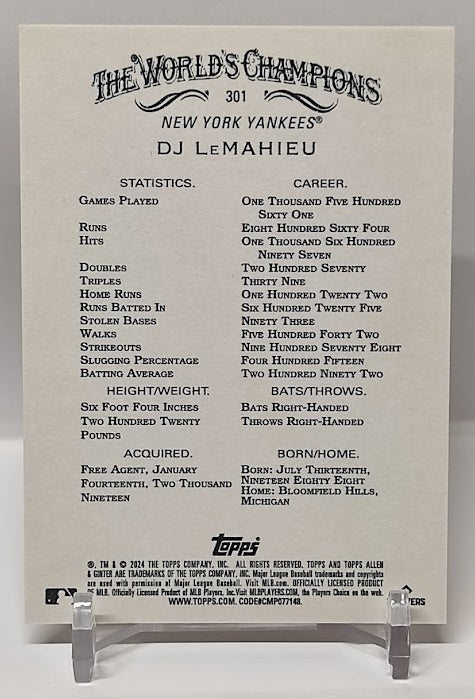 THE WORLD'S CHAMPIONS
301
NEW YORK YANKEES®
DJ LEMAHIEU
STATISTICS. CAREER.
GAMES PLAYED ONE THOUSAND FIVE HUNDRED
SIXTY ONE
RUNS EIGHT HUNDRED SIXTY FOUR
HITS ONE THOUSAND SIX HUNDRED
NINETY SEVEN
DOUBLES TWO HUNDRED SEVENTY
TRIPLES THIRTY NINE
HOME RUNS ONE HUNDRED TWENTY TWO
RUNS BATTED IN SIX HUNDRED TWENTY FIVE
STOLEN BASES NINETY THREE
WALKS FIVE HUNDRED FORTY TWO
STRIKEOUTS NINE HUNDRED SEVENTY EIGHT
SLUGGING PERCENTAGE FOUR HUNDRED FIFTEEN
BATTING AVERAGE TWO HUNDRED NINETY TWO
HEIGHT/WEIGHT. BATS/THROWS.
SIX FOOT FOUR INCHES BATS RIGHT-HANDED
TWO HUNDRED TWENTY THROWS RIGHT-HANDED
POUNDS
ACQUIRED. BORN/HOME.
FREE AGENT, JANUARY BORN: JULY THIRTEENTH,
FOURTEENTH, TWO THOUSAND NINETEEN EIGHTY EIGHT
NINETEEN HOME: BLOOMFIELD HILLS,
MICHIGAN
Topps
®, TM & © 2024 THE TOPPS COMPANY, INC. ALL RIGHTS RESERVED. TOPPS AND TOPPS ALLEN
& GINTER ARE TRADEMARKS OF THE TOPPS COMPANY, INC. Major League Baseball trademarks and copyrights
are used with permission of Major League Baseball. Visit MLB.com. OFFICIALLY LICENSED PRODUCT
OF MLB. Officially Licensed Product of MLB Players, Inc. Visit MLBPLAYERS.COM, the Players Choice on the web.
WWW.TOPPS.COM. CODE#CMP077148.